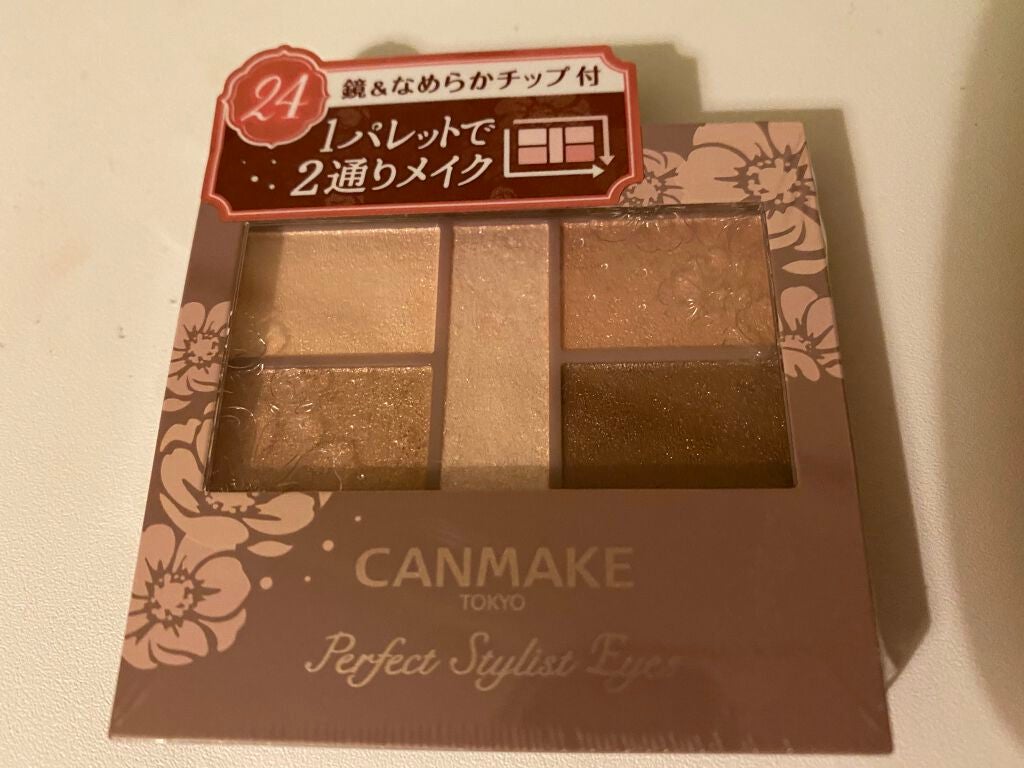 24
鏡&なめらかチップ付
1パレットで
2通りメイク
CANMAKE
TOKYO
Perfect Stylist Eyes